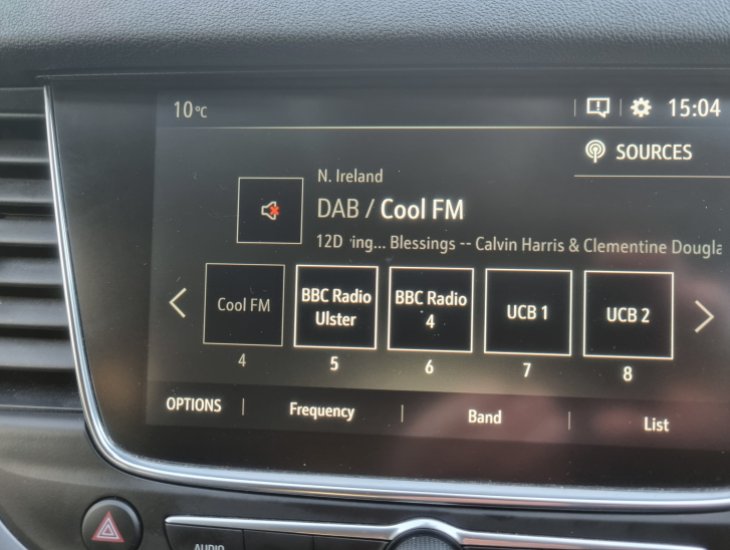 10°C 15:04
SOURCES
N. Ireland
DAB / Cool FM
12D ing... Blessings -- Calvin Harris & Clementine Dougla
Cool FM
BBC Radio
Ulster
BBC Radio
4
UCB 1
UCB 2
4 5 6 7 8
OPTIONS | Frequency | Band | List
AUDIO